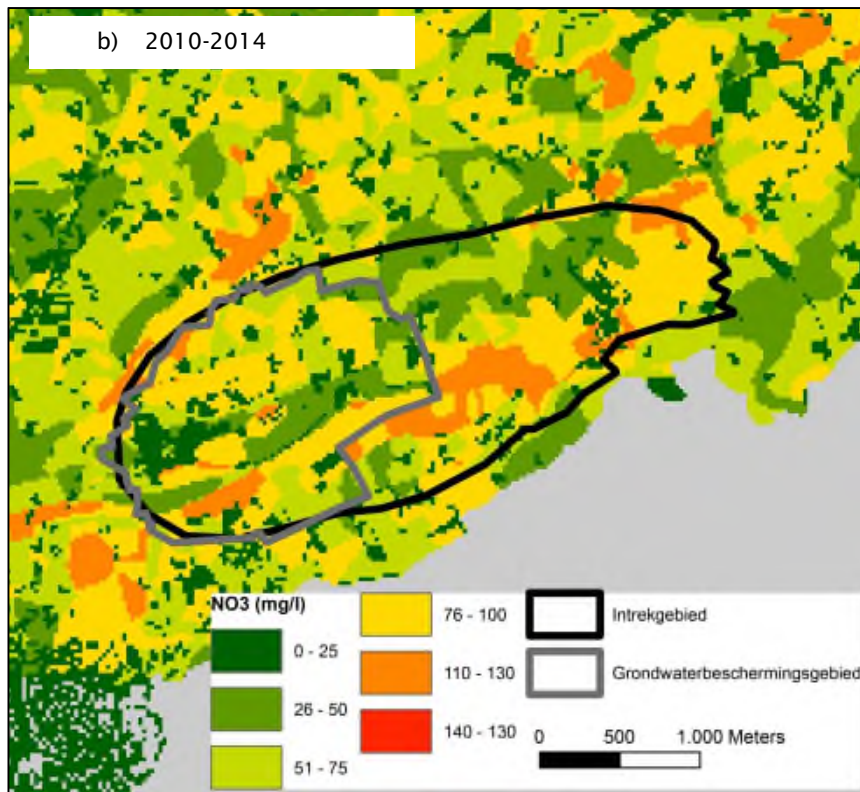 b) 2010-2014
NO3 (mg/l)
0 - 25
26 - 50
51 - 75
76 - 100
110 - 130
140 - 130
Intrekgebied
Grondwaterbeschermingsgebied
0 500 1.000 Meters